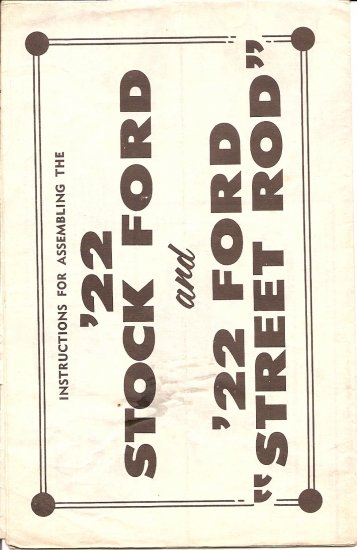 INSTRUCTIONS FOR ASSEMBLING THE
'22
STOCK FORD
and
'22 FORD
"STREET ROD"